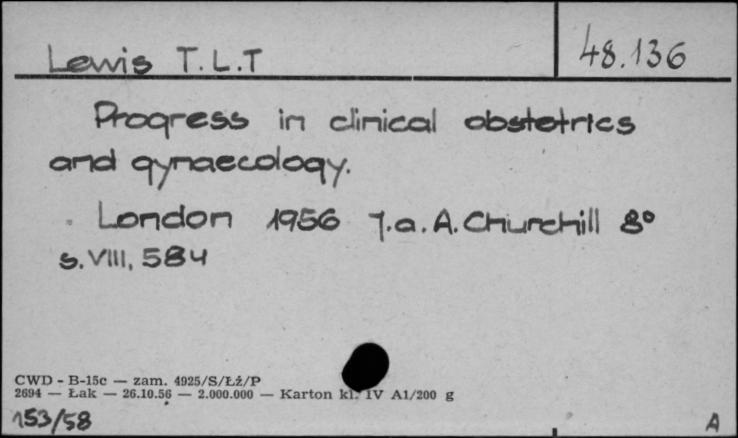 Lewis T.L.T
48.136
Progress in clinical obstetrics
and gynaecology.
London 1956 J.a.A.Churchill 8°
s.VIII, 584
CWD - B-15c — zam. 4925/S/Łż/P
2694 — Łak — 26.10.56 — 2.000.000 — Karton kl. IV A1/200 g
153/58
A